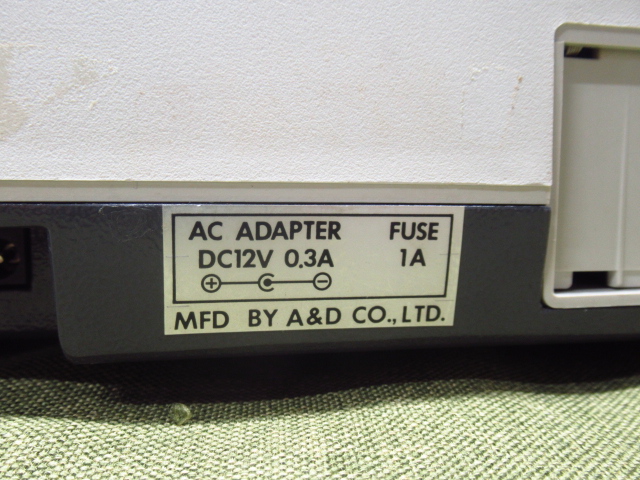 AC ADAPTER FUSE
DC12V 0.3A 1A
MFD BY A&D CO.,LTD.